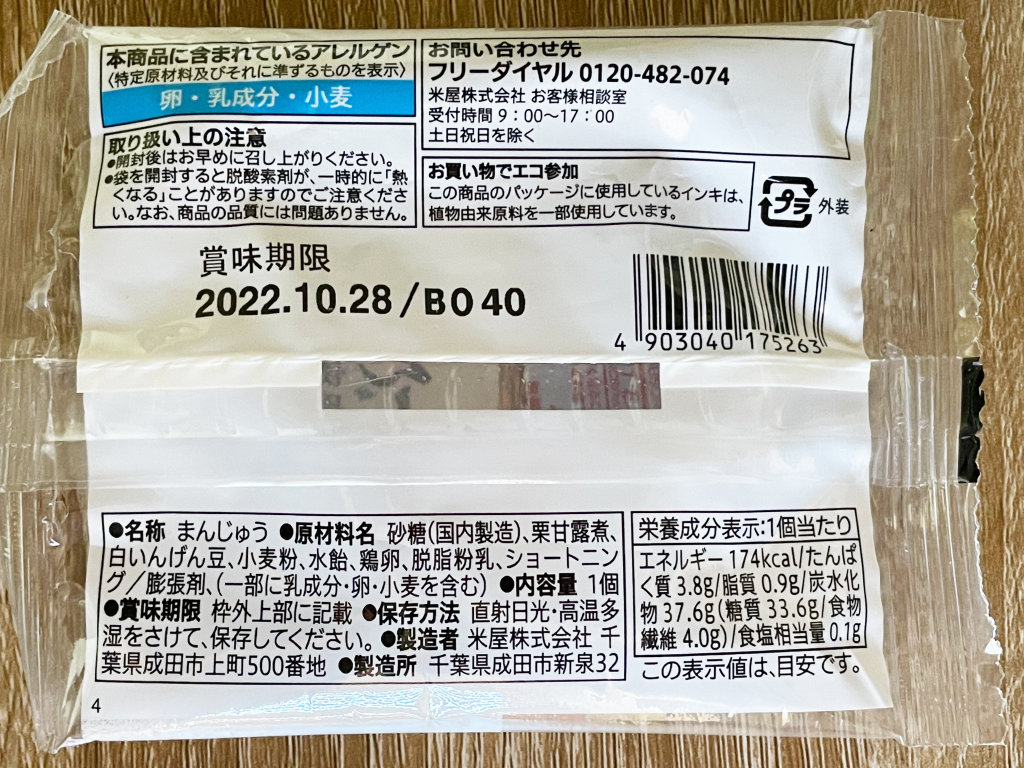 本商品に含まれているアレルゲン
〈特定原材料及びそれに準ずるものを表示〉
卵・乳成分・小麦
取り扱い上の注意
●開封後はお早めに召し上がりください。
●袋を開封すると脱酸素剤が、一時的に「熱
くなる」ことがありますのでご注意くださ
い。なお、商品の品質には問題ありません。
お問い合わせ先
フリーダイヤル 0120-482-074
米屋株式会社 お客様相談室
受付時間 9：00〜17：00
土日祝日を除く
お買い物でエコ参加
この商品のパッケージに使用しているインキは、
植物由来原料を一部使用しています。
プラ 外装
賞味期限
2022.10.28/BO40
4 903040 175263
●名称 まんじゅう ●原材料名 砂糖(国内製造)、栗甘露煮、
白いんげん豆、小麦粉、水飴、鶏卵、脱脂粉乳、ショートニン
グ／膨張剤、(一部に乳成分・卵・小麦を含む) ●内容量 1個
●賞味期限 枠外上部に記載 ●保存方法 直射日光・高温多
湿をさけて、保存してください。 ●製造者 米屋株式会社 千
葉県成田市上町500番地 ●製造所 千葉県成田市新泉32
栄養成分表示:1個当たり
エネルギー 174kcal/たんぱ
く質 3.8g/脂質 0.9g/炭水化
物 37.6g(糖質 33.6g/食物
繊維 4.0g)/食塩相当量 0.1g
この表示値は、目安です。
4